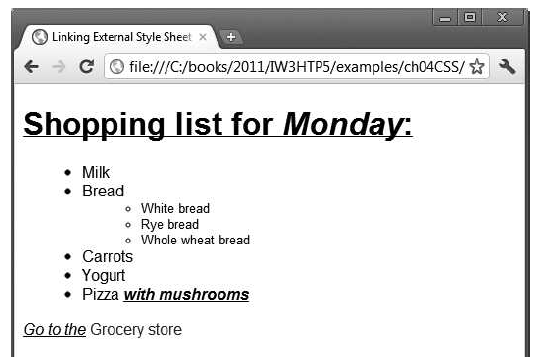 Linking External Style Sheet
file:///C:/books/2011/IW3HTP5/examples/ch04CSS/
Shopping list for Monday:
Milk
Bread
White bread
Rye bread
Whole wheat bread
Carrots
Yogurt
Pizza with mushrooms
Go to the Grocery store